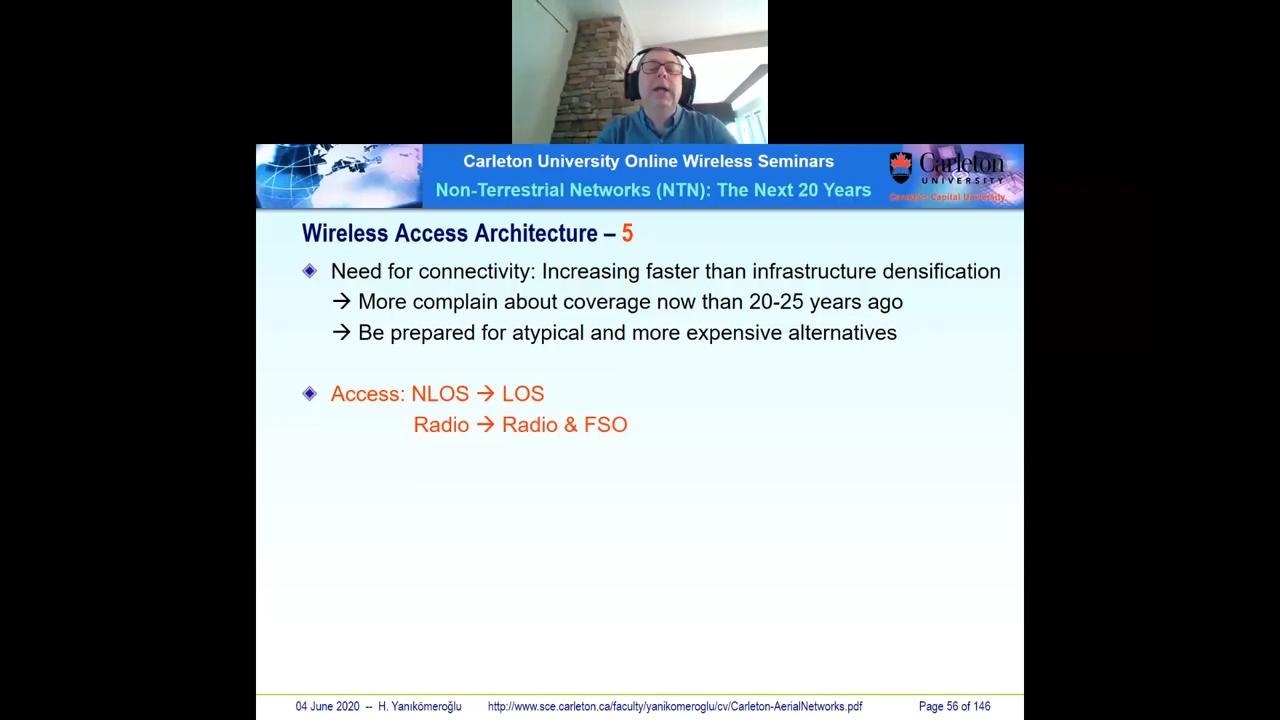 Carleton University Online Wireless Seminars
Non-Terrestrial Networks (NTN): The Next 20 Years
Carleton
UNIVERSITY
Canada's Capital University
Wireless Access Architecture – 5
Need for connectivity: Increasing faster than infrastructure densification
→ More complain about coverage now than 20-25 years ago
→ Be prepared for atypical and more expensive alternatives
Access: NLOS → LOS
Radio → Radio & FSO
04 June 2020 -- H. Yanıkömeroğlu http://www.sce.carleton.ca/faculty/yanikomeroglu/cv/Carleton-AerialNetworks.pdf Page 56 of 146